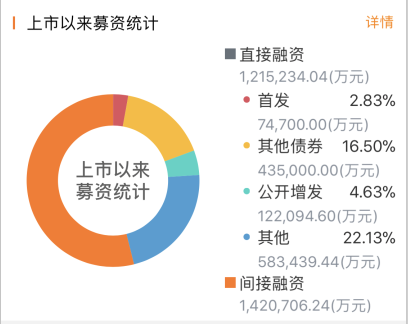 上市以来募资统计 详情
直接融资
1,215,234.04(万元)
首发 2.83%
74,700.00(万元)
其他债券 16.50%
435,000.00(万元)
公开增发 4.63%
122,094.60(万元)
其他 22.13%
583,439.44(万元)
间接融资
1,420,706.24(万元)
上市以来
募资统计